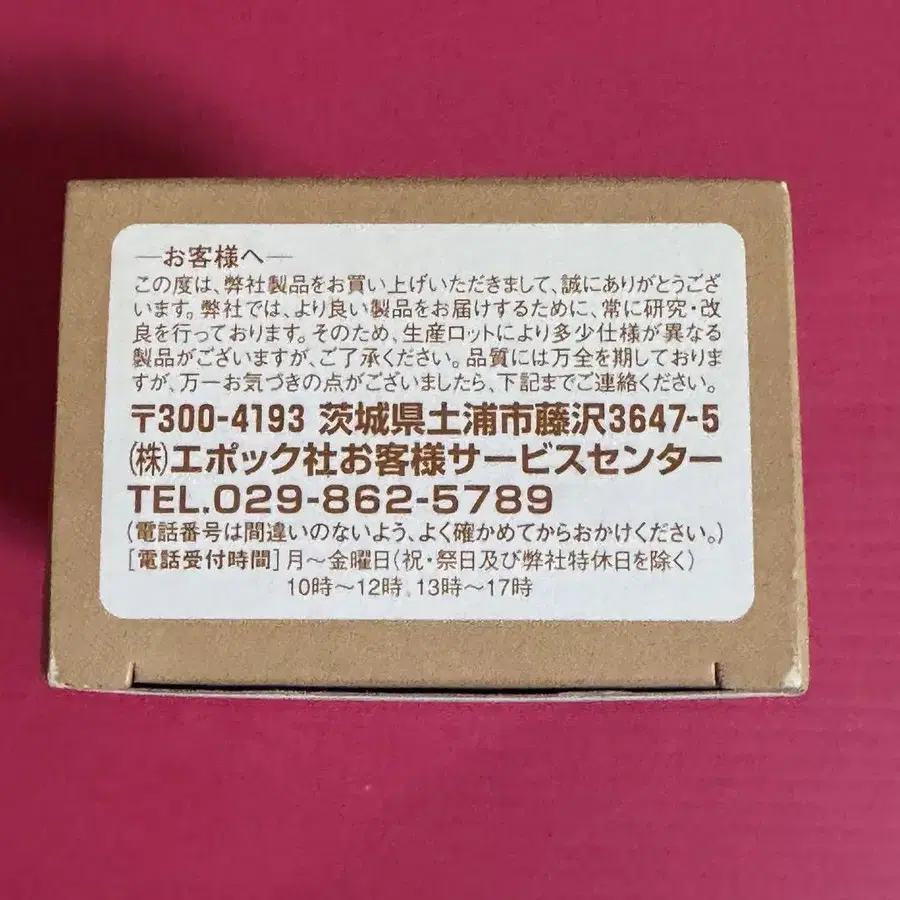 ―お客様へ―
この度は、弊社製品をお買い上げいただきまして、誠にありがとうござ
います。弊社では、より良い製品をお届けするために、常に研究・改
良を行っております。そのため、生産ロットにより多少仕様が異なる
製品がございますが、ご了承ください。品質には万全を期しておりま
すが、万一お気づきの点がございましたら、下記までご連絡ください。
〒300-4193 茨城県土浦市藤沢3647-5
(株)エポック社お客様サービスセンター
TEL.029-862-5789
(電話番号は間違いのないよう、よく確かめてからおかけください。)
[電話受付時間]月～金曜日(祝・祭日及び弊社特休日を除く)
10時～12時、13時～17時